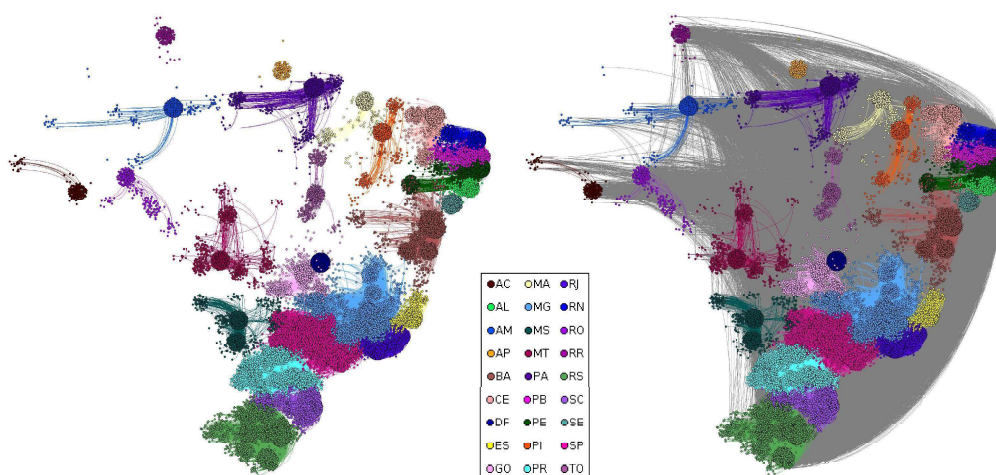 AC MA RJ
AL MG RN
AM MS RO
AP MT RR
BA PA RS
CE PB SC
DF PE SE
ES PI SP
GO PR TO